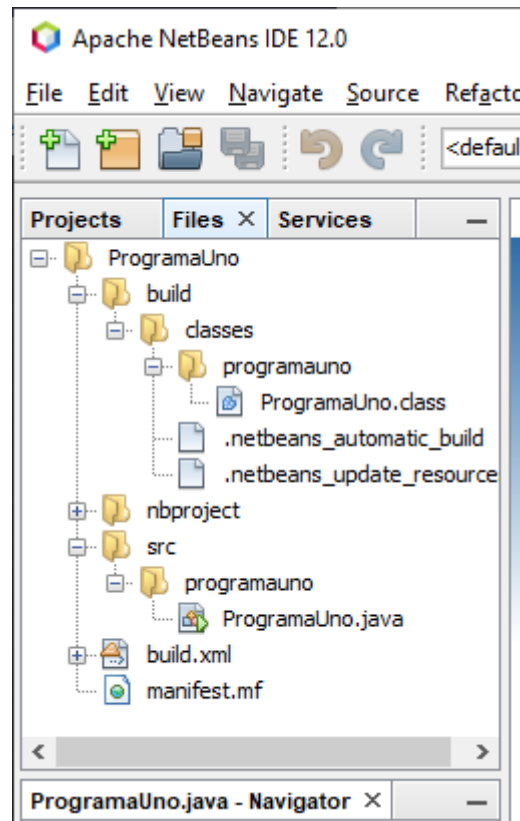 Apache NetBeans IDE 12.0
File Edit View Navigate Source Refacto
<defaul
Projects Files × Services
ProgramaUno
build
classes
programauno
ProgramaUno.class
.netbeans_automatic_build
.netbeans_update_resource
nbproject
src
programauno
ProgramaUno.java
build.xml
manifest.mf
ProgramaUno.java - Navigator ×